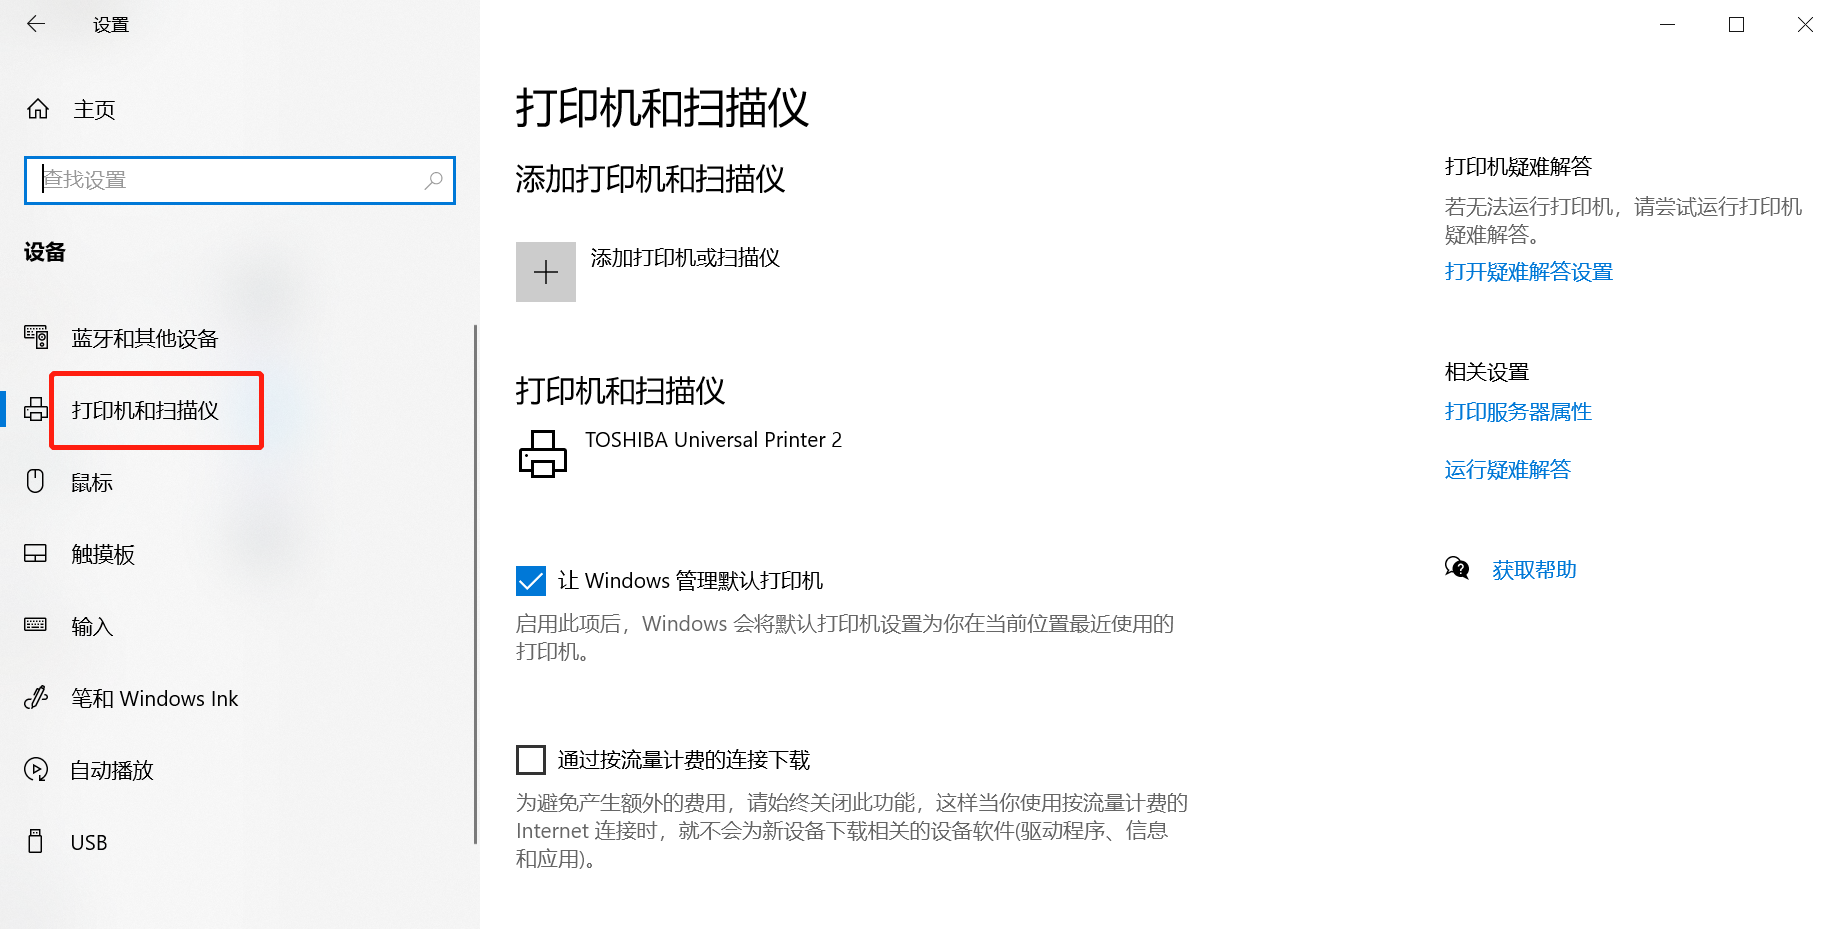 设置
主页
查找设置
设备
蓝牙和其他设备
打印机和扫描仪
鼠标
触摸板
输入
笔和 Windows Ink
自动播放
USB
打印机和扫描仪
添加打印机和扫描仪
添加打印机或扫描仪
打印机和扫描仪
TOSHIBA Universal Printer 2
让 Windows 管理默认打印机
启用此项后，Windows 会将默认打印机设置为你在当前位置最近使用的
打印机。
通过按流量计费的连接下载
为避免产生额外的费用，请始终关闭此功能，这样当你使用按流量计费的
Internet 连接时，就不会为新设备下载相关的设备软件(驱动程序、信息
和应用)。
打印机疑难解答
若无法运行打印机，请尝试运行打印机
疑难解答。
打开疑难解答设置
相关设置
打印服务器属性
运行疑难解答
获取帮助